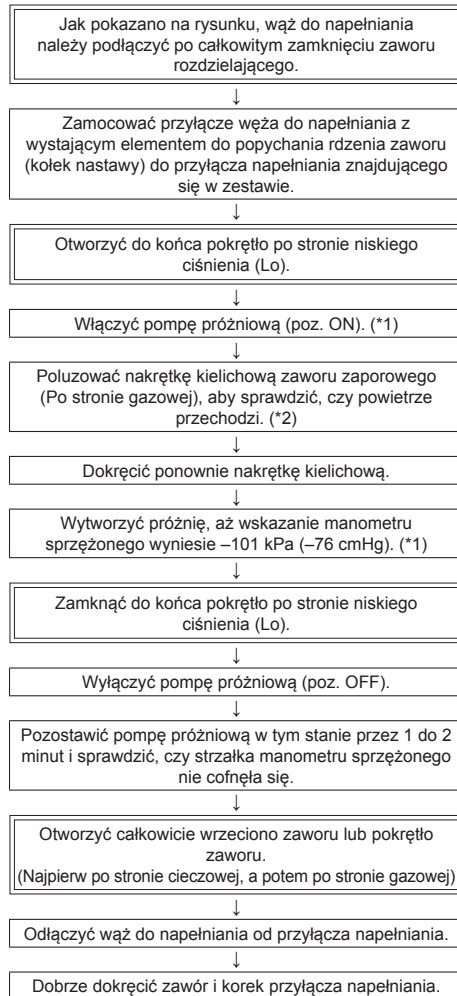 Jak pokazano na rysunku, wąż do napełniania
należy podłączyć po całkowitym zamknięciu zaworu
rozdzielającego.
↓
Zamocować przyłącze węża do napełniania z
wystającym elementem do popychania rdzenia zaworu
(kołek nastawy) do przyłącza napełniania znajdującego
się w zestawie.
↓
Otworzyć do końca pokrętło po stronie niskiego
ciśnienia (Lo).
↓
Włączyć pompę próżniową (poz. ON). (*1)
↓
Poluzować nakrętkę kielichową zaworu zaporowego
(Po stronie gazowej), aby sprawdzić, czy powietrze
przechodzi. (*2)
↓
Dokręcić ponownie nakrętkę kielichową.
↓
Wytworzyć próżnię, aż wskazanie manometru
sprzężonego wyniesie –101 kPa (–76 cmHg). (*1)
↓
Zamknąć do końca pokrętło po stronie niskiego
ciśnienia (Lo).
↓
Wyłączyć pompę próżniową (poz. OFF).
↓
Pozostawić pompę próżniową w tym stanie przez 1 do 2
minut i sprawdzić, czy strzałka manometru sprzężonego
nie cofnęła się.
↓
Otworzyć całkowicie wrzeciono zaworu lub pokrętło
zaworu.
(Najpierw po stronie cieczowej, a potem po stronie gazowej)
↓
Odłączyć wąż do napełniania od przyłącza napełniania.
↓
Dobrze dokręcić zawór i korek przyłącza napełniania.